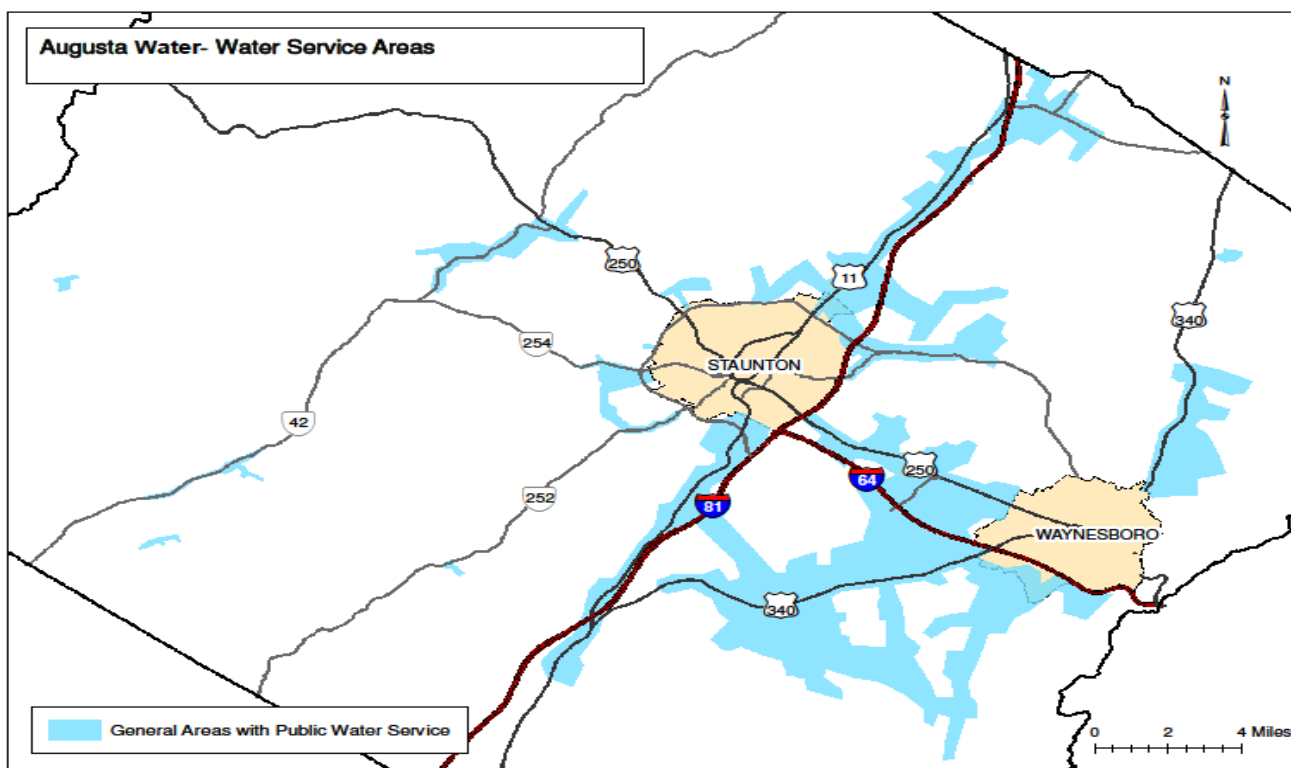 Augusta Water- Water Service Areas
N
250
11
340
254
STAUNTON
42
250
64
252
81
WAYNESBORO
340
General Areas with Public Water Service
0 2 4 Miles